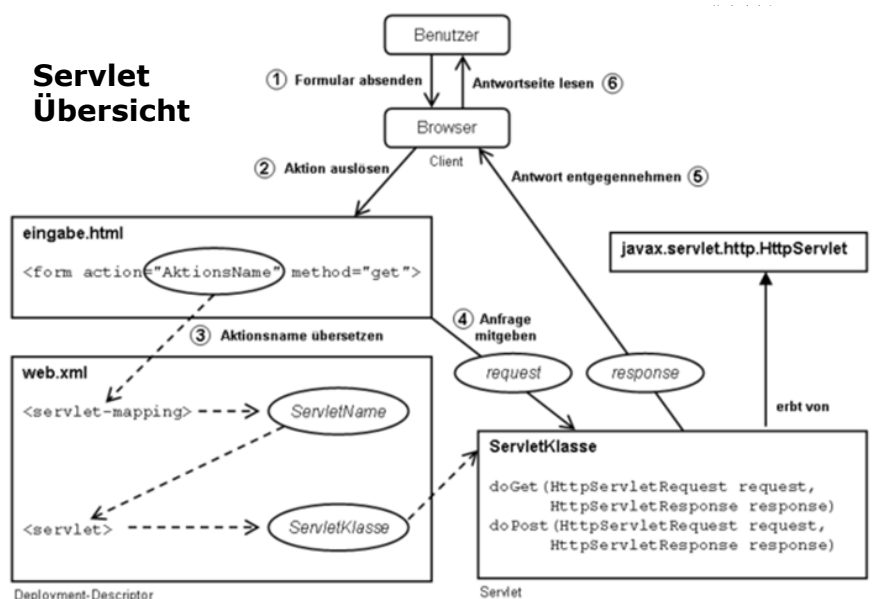 Servlet
Übersicht
Benutzer
① Formular absenden
Antwortseite lesen ⑥
Browser
Client
② Aktion auslösen
Antwort entgegennehmen ⑤
eingabe.html
<form action="AktionsName" method="get">
javax.servlet.http.HttpServlet
③ Aktionsname übersetzen
④ Anfrage
mitgeben
request
response
erbt von
web.xml
<servlet-mapping>
ServletName
<servlet>
ServletKlasse
Deployment-Descriptor
ServletKlasse
doGet(HttpServletRequest request,
HttpServletResponse response)
doPost(HttpServletRequest request,
HttpServletResponse response)
Servlet